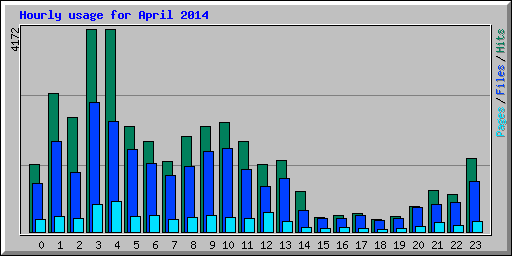 Hourly usage for April 2014
4172
Pages/Files/Hits
0 1 2 3 4 5 6 7 8 9 10 11 12 13 14 15 16 17 18 19 20 21 22 23